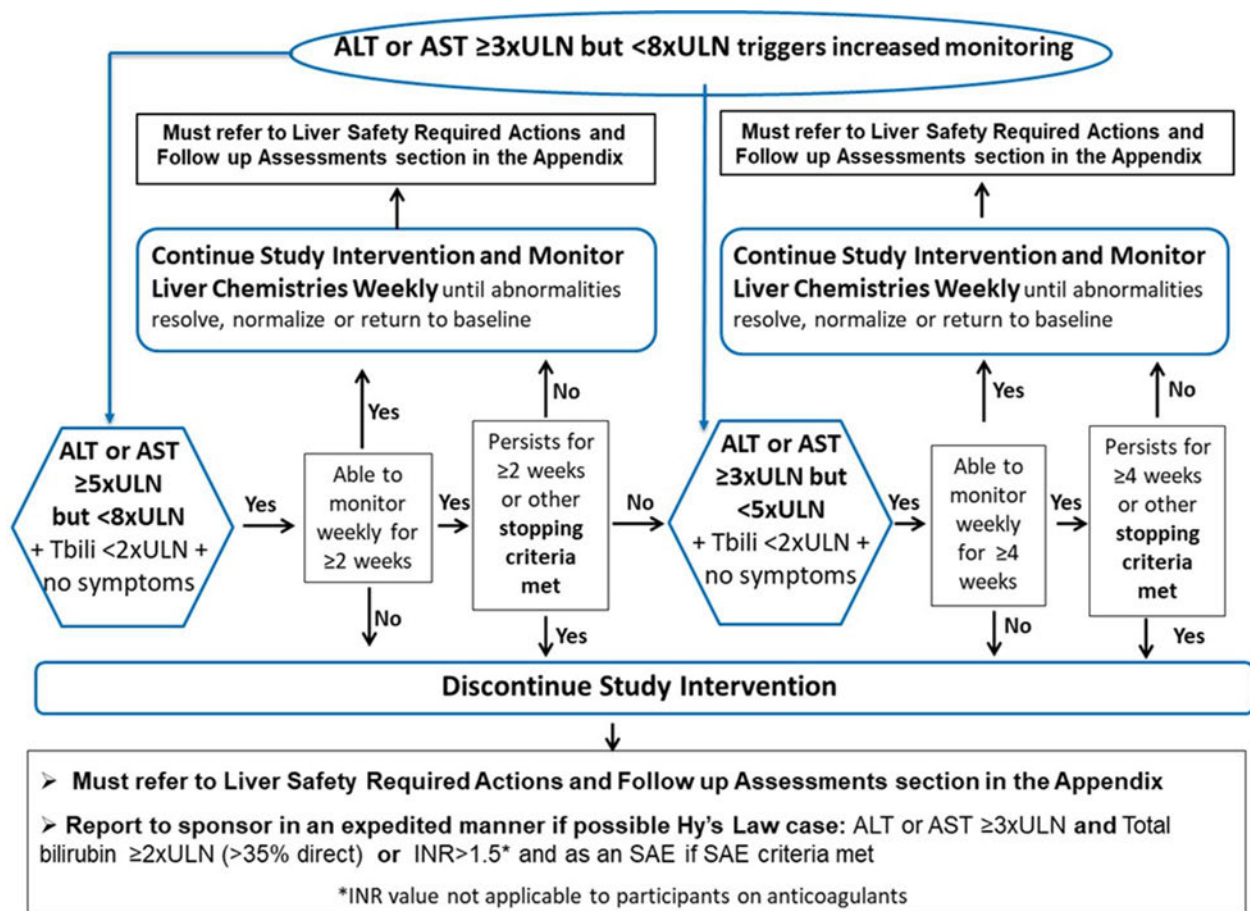 ALT or AST ≥3xULN but <8xULN triggers increased monitoring
Must refer to Liver Safety Required Actions and
Follow up Assessments section in the Appendix
Must refer to Liver Safety Required Actions and
Follow up Assessments section in the Appendix
Continue Study Intervention and Monitor
Liver Chemistries Weekly until abnormalities
resolve, normalize or return to baseline
Continue Study Intervention and Monitor
Liver Chemistries Weekly until abnormalities
resolve, normalize or return to baseline
Yes
No
Yes
No
ALT or AST
≥5xULN
but <8xULN
+ Tbili <2xULN +
no symptoms
Yes
Able to
monitor
weekly for
≥2 weeks
Yes
Persists for
≥2 weeks
or other
stopping
criteria
met
No
ALT or AST
≥3xULN but
<5xULN
+ Tbili <2xULN +
no symptoms
Yes
Able to
monitor
weekly
for ≥4
weeks
Yes
Persists for
≥4 weeks
or other
stopping
criteria
met
No
Yes
No
Yes
Discontinue Study Intervention
➢ Must refer to Liver Safety Required Actions and Follow up Assessments section in the Appendix
➢ Report to sponsor in an expedited manner if possible Hy's Law case: ALT or AST ≥3xULN and Total
bilirubin ≥2xULN (>35% direct) or INR>1.5* and as an SAE if SAE criteria met
*INR value not applicable to participants on anticoagulants